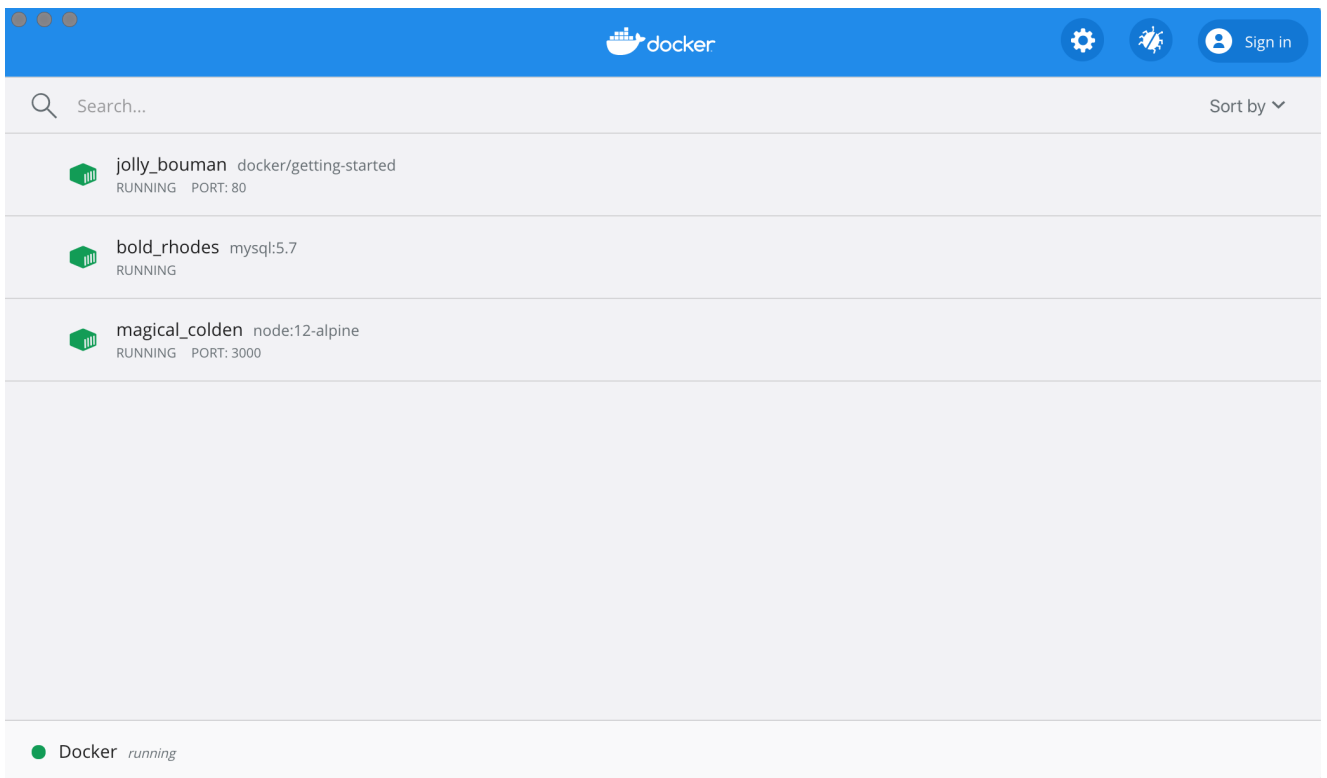 docker
Sign in
Search...
Sort by
jolly_bouman docker/getting-started
RUNNING PORT: 80
bold_rhodes mysql:5.7
RUNNING
magical_colden node:12-alpine
RUNNING PORT: 3000
Docker running